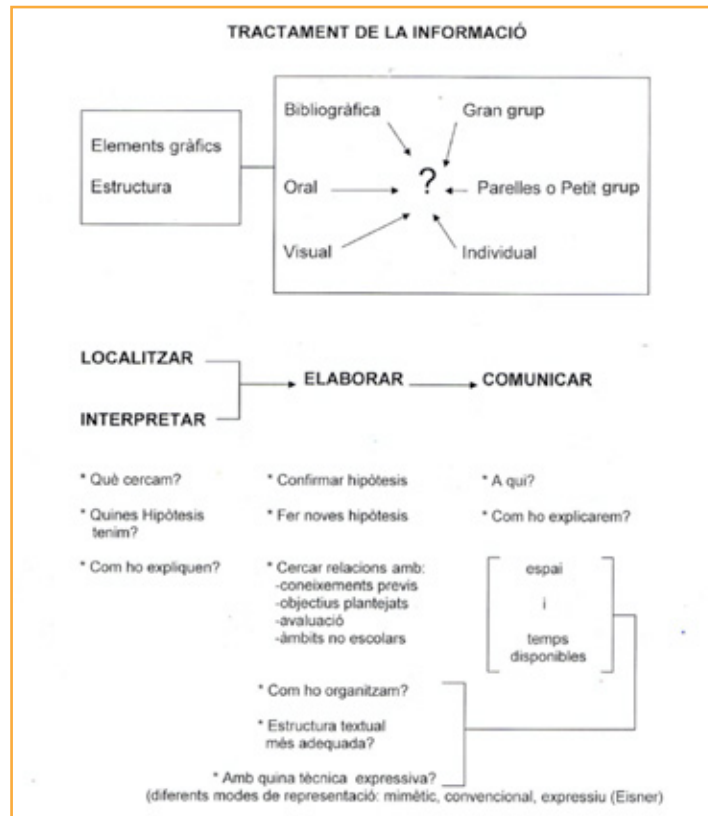 TRACTAMENT DE LA INFORMACIÓ
Bibliogràfica
Gran grup
Elements gràfics
Estructura
Oral
?
Parelles o Petit grup
Visual
Individual
LOCALITZAR
ELABORAR
COMUNICAR
INTERPRETAR
* Què cercam?
* Quines Hipòtesis
tenim?
* Com ho expliquen?
* Confirmar hipòtesis
* Fer noves hipòtesis
* Cercar relacions amb:
-coneixements previs
-objectius plantejats
-avaluació
-àmbits no escolars
* A qui?
* Com ho explicarem?
espai
i
temps
disponibles
* Com ho organitzam?
* Estructura textual
més adequada?
* Amb quina tècnica expressiva?
(diferents modes de representació: mimètic, convencional, expressiu (Eisner)